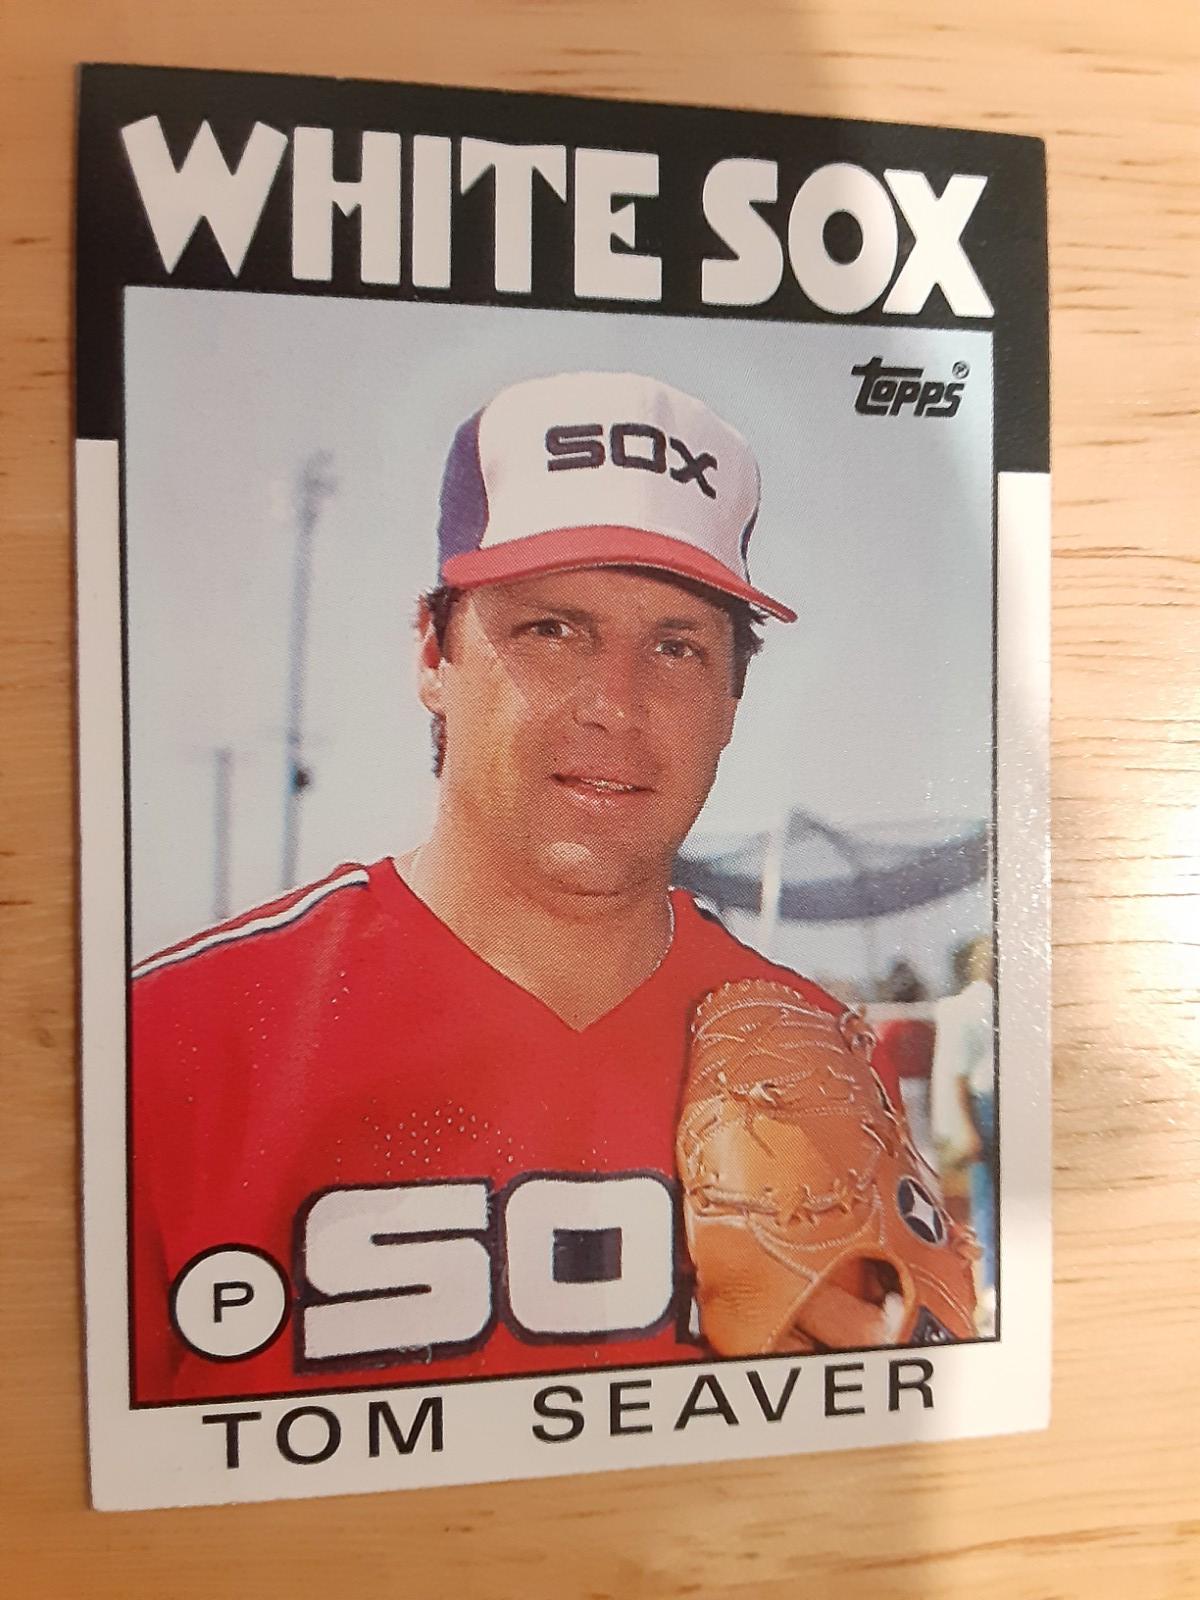 WHITE SOX
topps
SOX
SO
P
TOM SEAVER